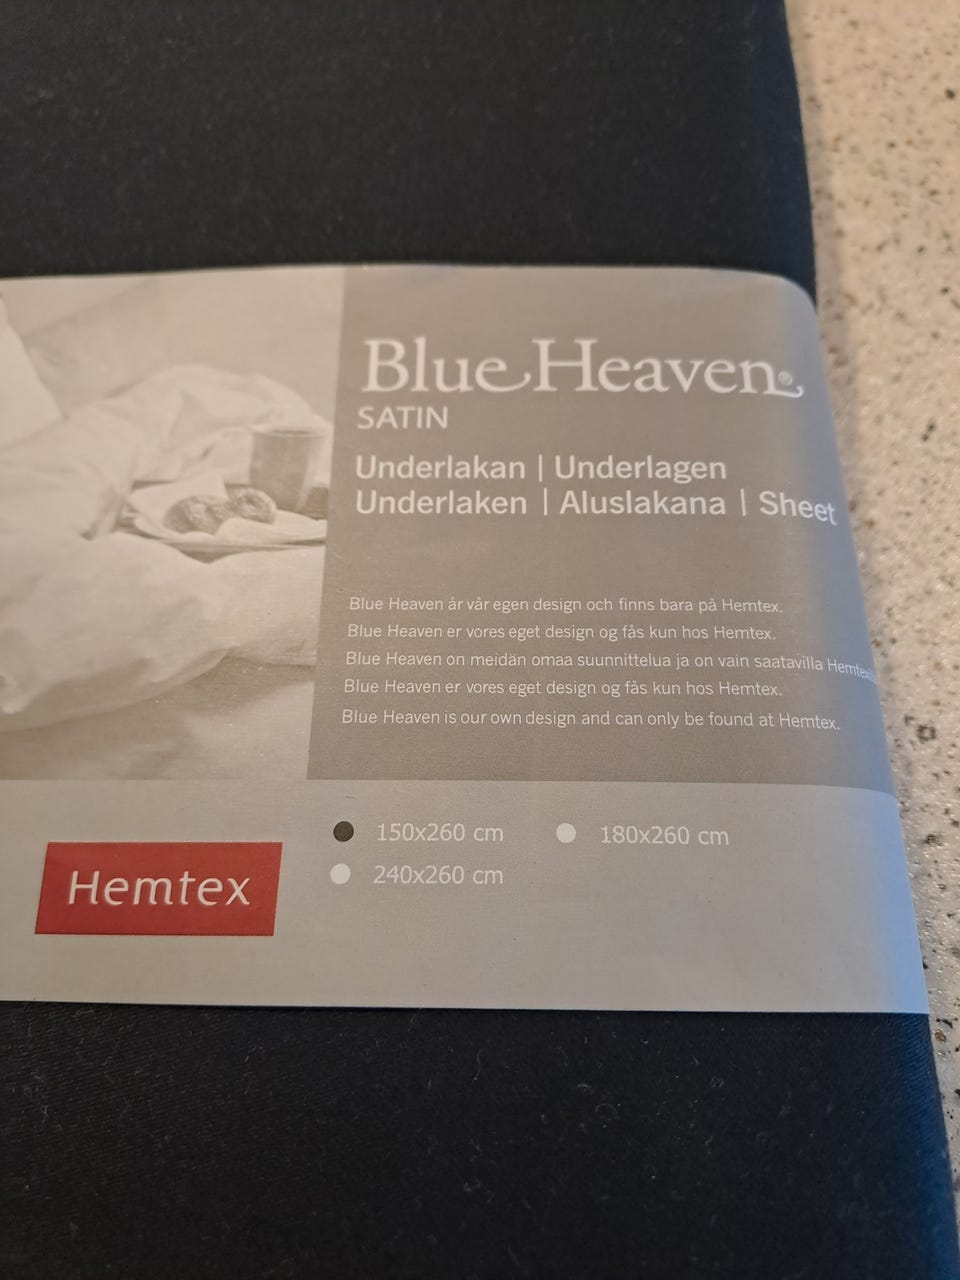 Blue Heaven®
SATIN
Underlakan | Underlagen
Underlaken | Aluslakana | Sheet
Blue Heaven är vår egen design och finns bara på Hemtex.
Blue Heaven er vores eget design og fås kun hos Hemtex.
Blue Heaven on meidän omaa suunnittelua ja on vain saatavilla
Blue Heaven er vores eget design og fås kun hos Hemtex.
Blue Heaven is our own design and can only be found at Hemtex.
150x260 cm 180x260 cm
240x260 cm
Hemtex